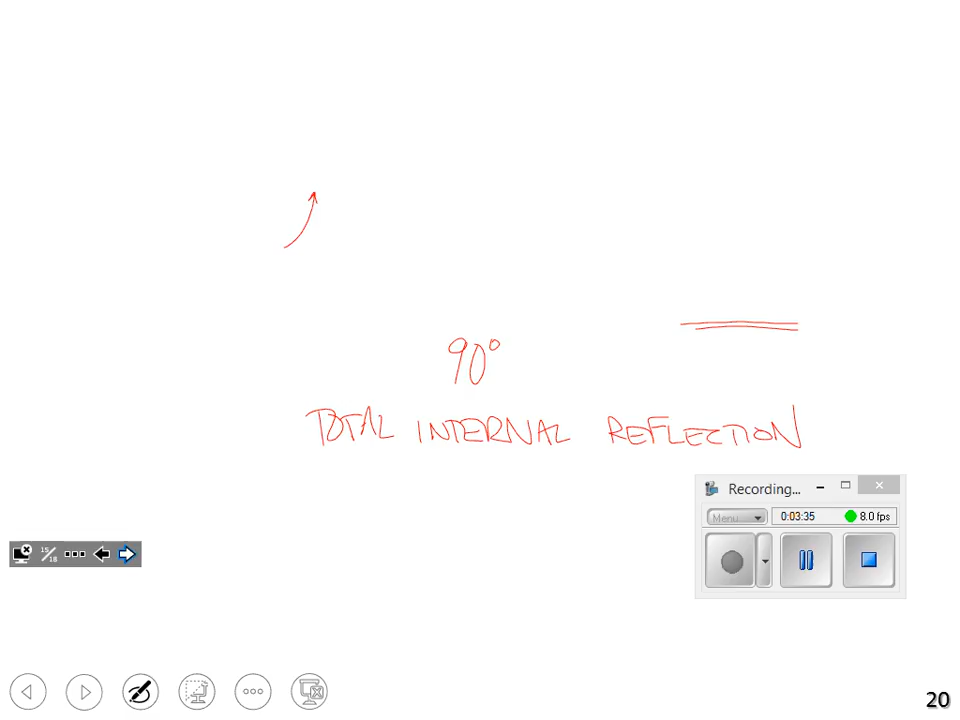 90°
TOTAL INTERNAL REFLECTION
Recording...
Menu
0:03:35
8.0 fps
15/18
20